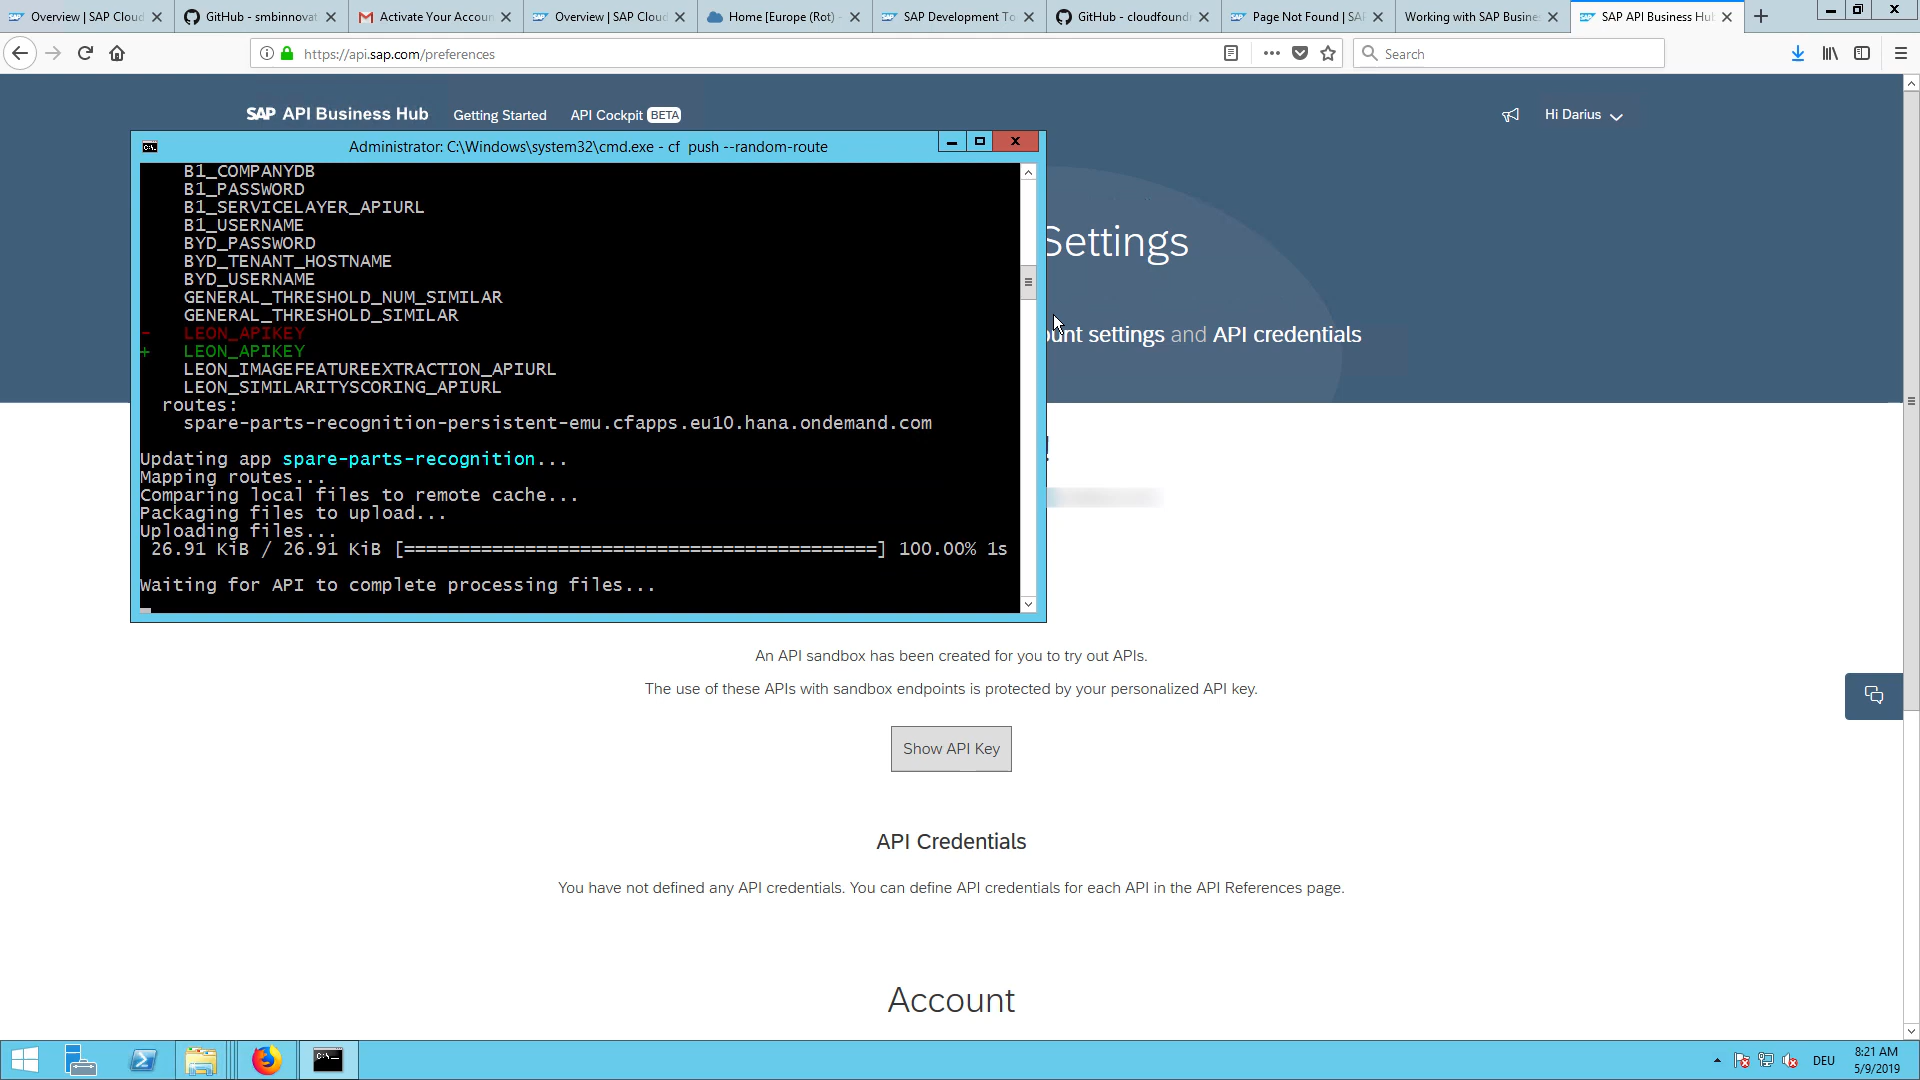 Overview | SAP Cloud
GitHub - smbinnovat
Activate Your Accoun
Overview | SAP Cloud
Home [Europe (Rot) -
SAP Development To
GitHub - cloudfound
Page Not Found | SA
Working with SAP Busine
SAP API Business Hub
https://api.sap.com/preferences
Search
SAP API Business Hub
Getting Started
API Cockpit BETA
Hi Darius
Administrator: C:\Windows\system32\cmd.exe - cf  push --random-route
B1_COMPANYDB
B1_PASSWORD
B1_SERVICELAYER_APIURL
B1_USERNAME
BYD_PASSWORD
BYD_TENANT_HOSTNAME
BYD_USERNAME
GENERAL_THRESHOLD_NUM_SIMILAR
GENERAL_THRESHOLD_SIMILAR
- LEON_APIKEY
+ LEON_APIKEY
LEON_IMAGEFEATUREEXTRACTION_APIURL
LEON_SIMILARITYSCORING_APIURL
routes:
spare-parts-recognition-persistent-emu.cfapps.eu10.hana.ondemand.com
Updating app spare-parts-recognition...
Mapping routes...
Comparing local files to remote cache...
Packaging files to upload...
Uploading files...
26.91 KiB / 26.91 KiB [===========================================] 100.00% 1s
Waiting for API to complete processing files...
Settings
ount settings and API credentials
!
An API sandbox has been created for you to try out APIs.
The use of these APIs with sandbox endpoints is protected by your personalized API key.
Show API Key
API Credentials
You have not defined any API credentials. You can define API credentials for each API in the API References page.
Account
DEU
8:21 AM
5/9/2019